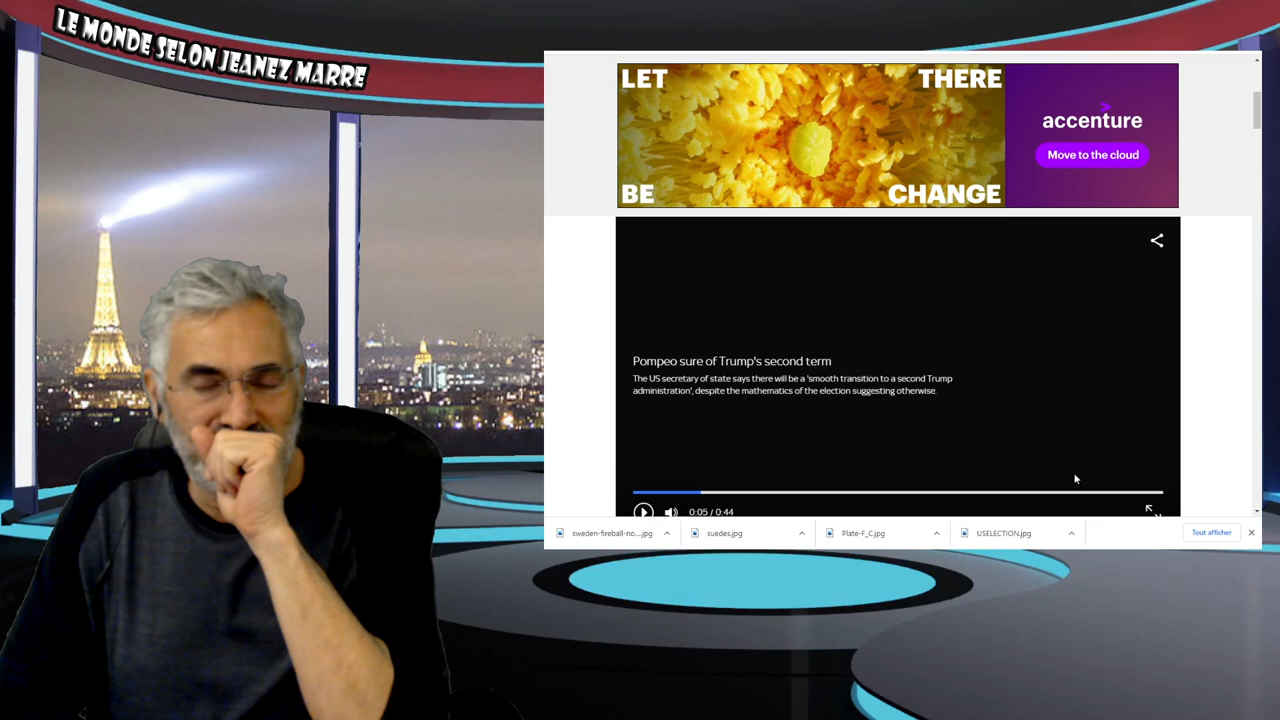 LE MONDE SELON JEANEZ MARRE
LET THERE
BE CHANGE
accenture
Move to the cloud
Pompeo sure of Trump's second term
The US secretary of state says there will be a 'smooth transition to a second Trump
administration', despite the mathematics of the election suggesting otherwise.
0:05 / 0:44
sweden-fireball-no....jpg
suedes.jpg
Plate-F_C.jpg
USELECTION.jpg
Tout afficher